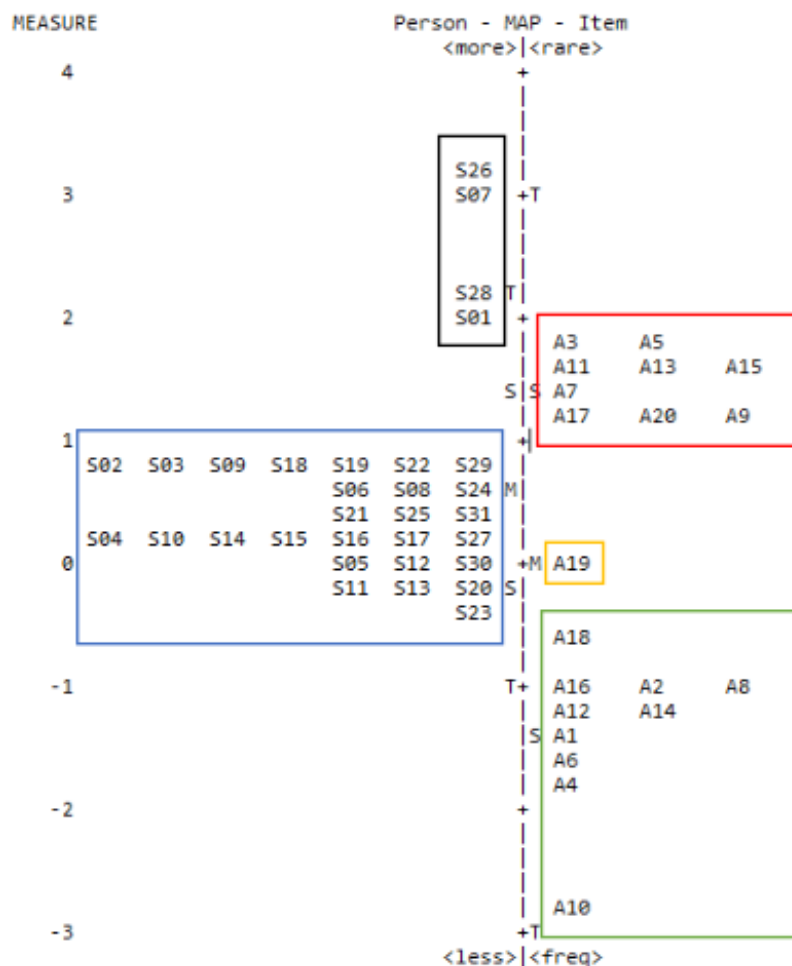 MEASURE Person - MAP - Item
<more>|<rare>
4 +
|
|
|
S26 |
3 S07 +T
|
|
|
S28 T|
2 S01 +
| A3 A5
| A11 A13 A15
S|S A7
| A17 A20 A9
1 +|
S02 S03 S09 S18 S19 S22 S29 |
S06 S08 S24 M|
S21 S25 S31 |
S04 S10 S14 S15 S16 S17 S27 |
0 S05 S12 S30 +M A19
S11 S13 S20 S|
S23 |
| A18
|
-1 T+ A16 A2 A8
| A12 A14
|S A1
| A6
| A4
-2 +
|
|
|
| A10
-3 +T
<less>|<freq>